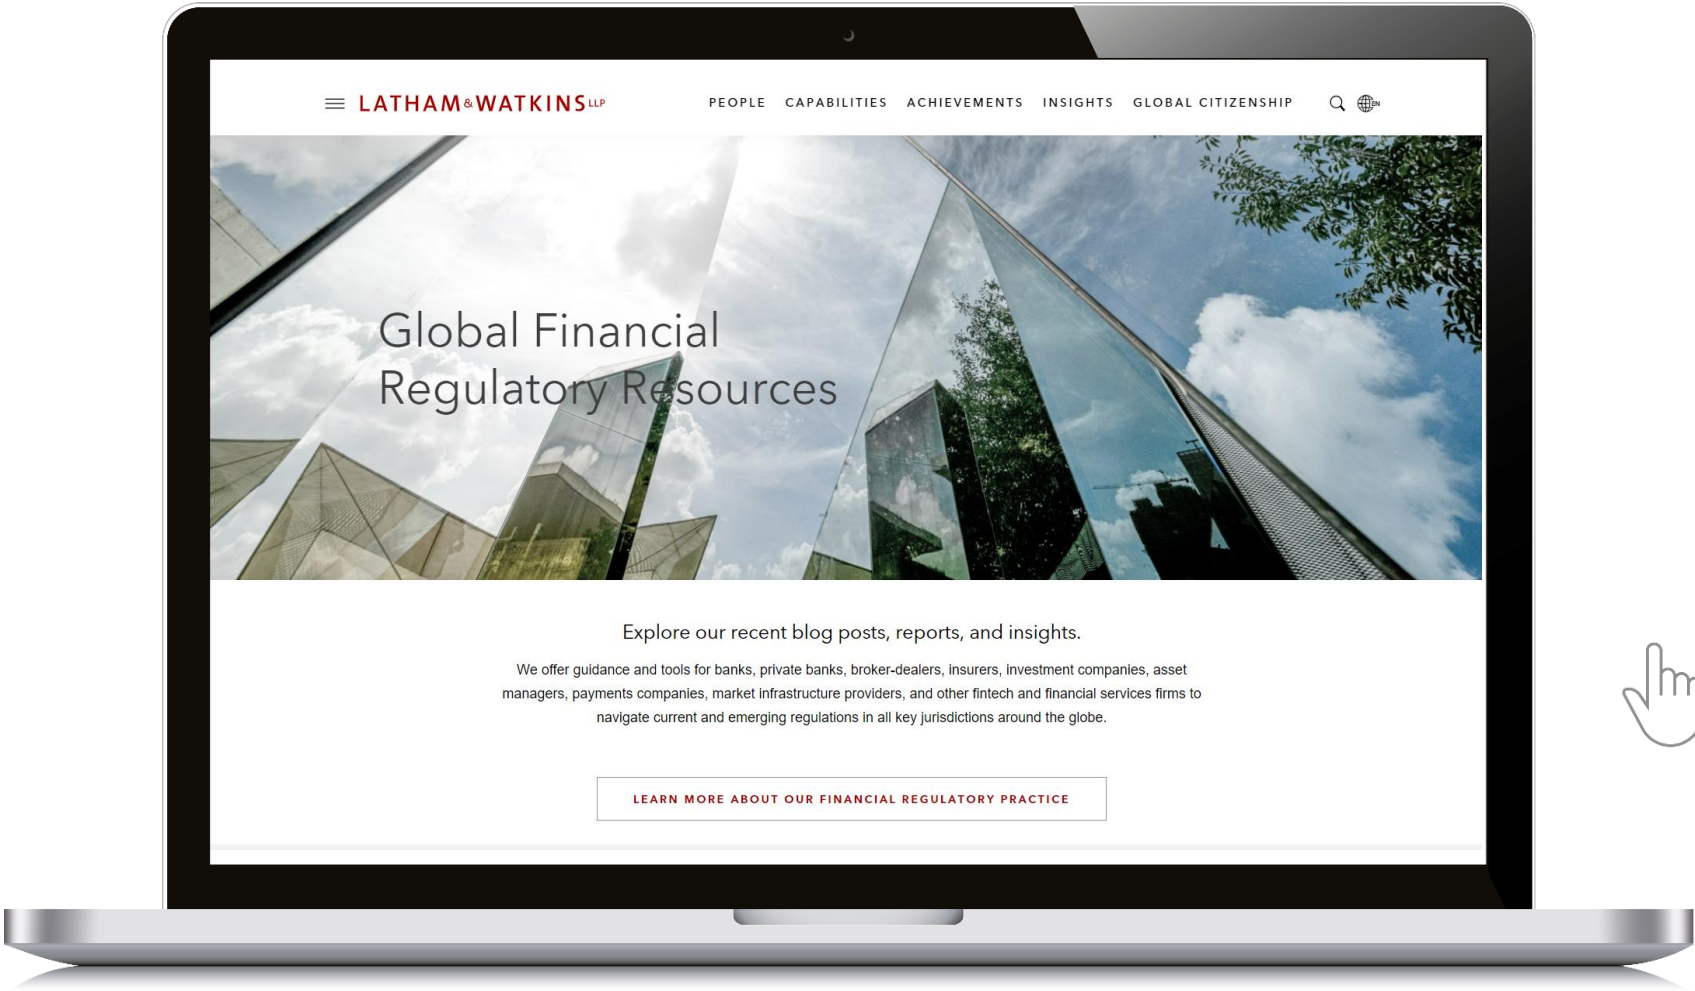 LATHAM&WATKINS LLP
PEOPLE CAPABILITIES ACHIEVEMENTS INSIGHTS GLOBAL CITIZENSHIP EN
Global Financial
Regulatory Resources
Explore our recent blog posts, reports, and insights.
We offer guidance and tools for banks, private banks, broker-dealers, insurers, investment companies, asset
managers, payments companies, market infrastructure providers, and other fintech and financial services firms to
navigate current and emerging regulations in all key jurisdictions around the globe.
LEARN MORE ABOUT OUR FINANCIAL REGULATORY PRACTICE